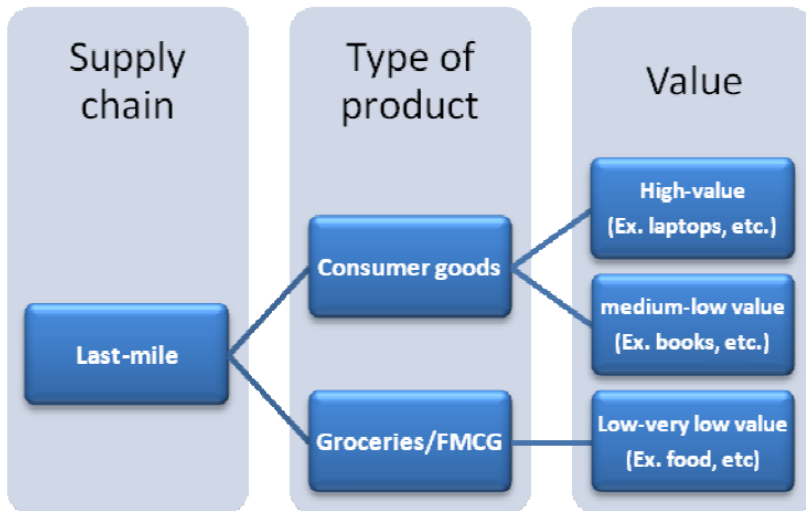 Supply
chain
Type of
product
Value
Last-mile
Consumer goods
Groceries/FMCG
High-value
(Ex. laptops, etc.)
medium-low value
(Ex. books, etc.)
Low-very low value
(Ex. food, etc)